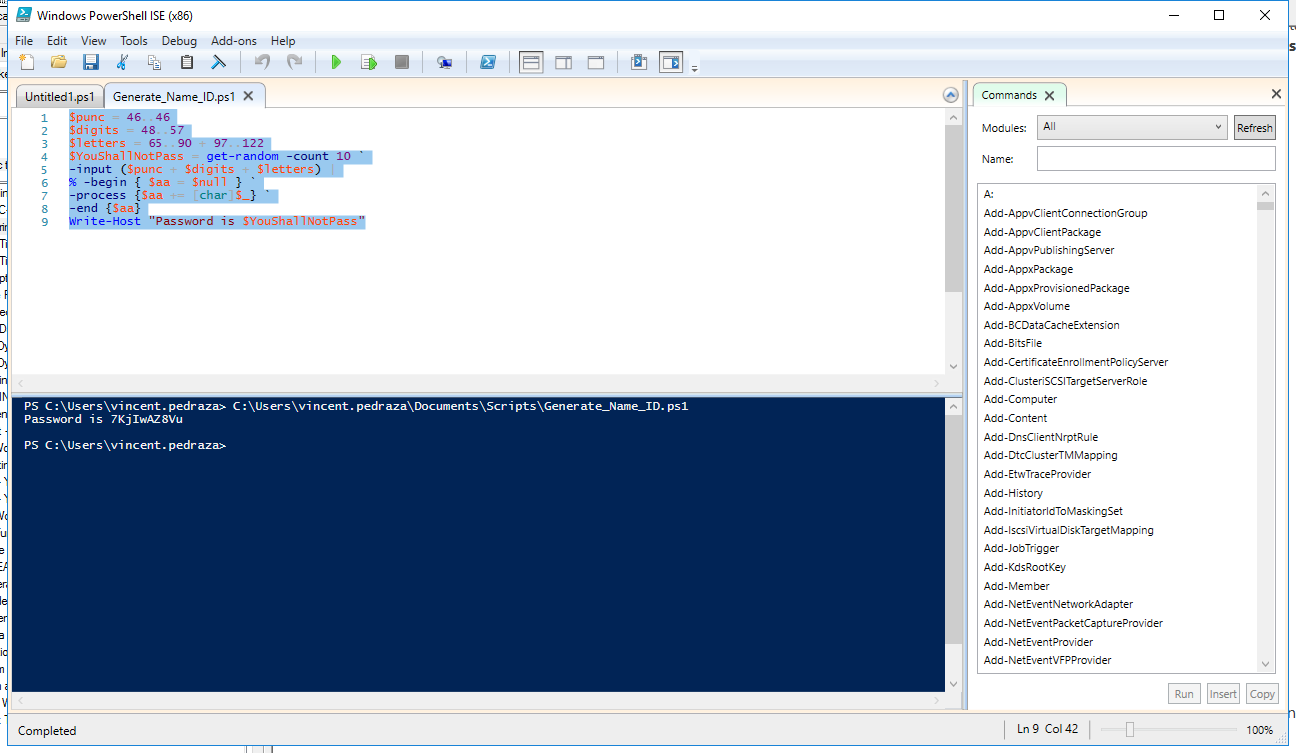 Windows PowerShell ISE (x86)
File Edit View Tools Debug Add-ons Help
Untitled1.ps1 Generate_Name_ID.ps1
1 $punc = 46..46
2 $digits = 48..57
3 $letters = 65..90 + 97..122
4 $YouShallNotPass = get-random -count 10 `
5 -input ($punc + $digits + $letters) |
6 % -begin { $aa = $null } `
7 -process {$aa += [char]$_} `
8 -end {$aa}
9 Write-Host "Password is $YouShallNotPass"
PS C:\Users\vincent.pedraza> C:\Users\vincent.pedraza\Documents\Scripts\Generate_Name_ID.ps1
Password is 7KjIwAZ8Vu
PS C:\Users\vincent.pedraza>
Commands
Modules: All Refresh
Name:
A:
Add-AppvClientConnectionGroup
Add-AppvClientPackage
Add-AppvPublishingServer
Add-AppxPackage
Add-AppxProvisionedPackage
Add-AppxVolume
Add-BCDataCacheExtension
Add-BitsFile
Add-CertificateEnrollmentPolicyServer
Add-ClusteriSCSITargetServerRole
Add-Computer
Add-Content
Add-DnsClientNrptRule
Add-DtcClusterTMMapping
Add-EtwTraceProvider
Add-History
Add-InitiatorIdToMaskingSet
Add-IscsiVirtualDiskTargetMapping
Add-JobTrigger
Add-KdsRootKey
Add-Member
Add-NetEventNetworkAdapter
Add-NetEventPacketCaptureProvider
Add-NetEventProvider
Add-NetEventVFPProvider
Run Insert Copy
Completed
Ln 9 Col 42
100%